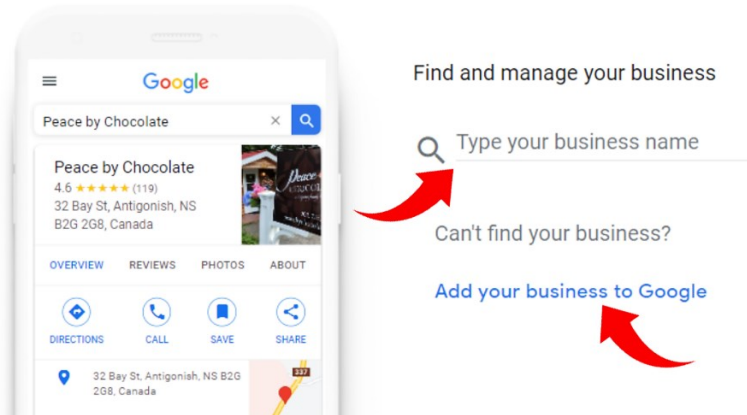 Google
Peace by Chocolate
Peace by Chocolate
4.6 ★★★★★ (119)
32 Bay St, Antigonish, NS
B2G 2G8, Canada
OVERVIEW REVIEWS PHOTOS ABOUT
DIRECTIONS CALL SAVE SHARE
32 Bay St, Antigonish, NS B2G
2G8, Canada
337
Find and manage your business
Type your business name
Can't find your business?
Add your business to Google